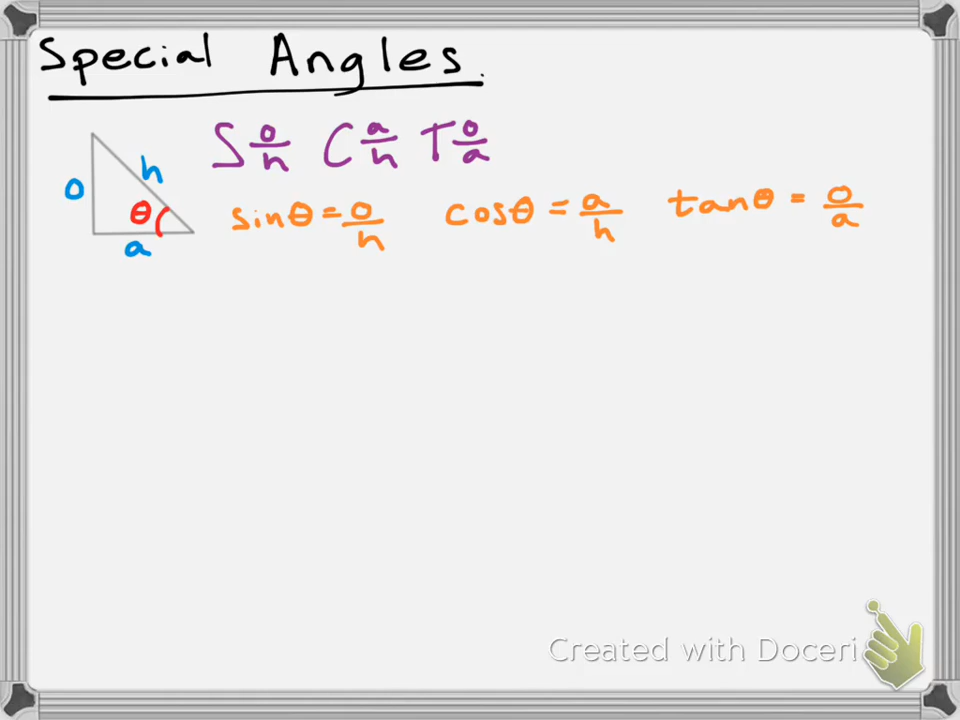 Special Angles.
S o/h C a/h T o/a
o
h
θ
a
sinθ = o/h cosθ = a/h tanθ = o/a
Created with Doceri